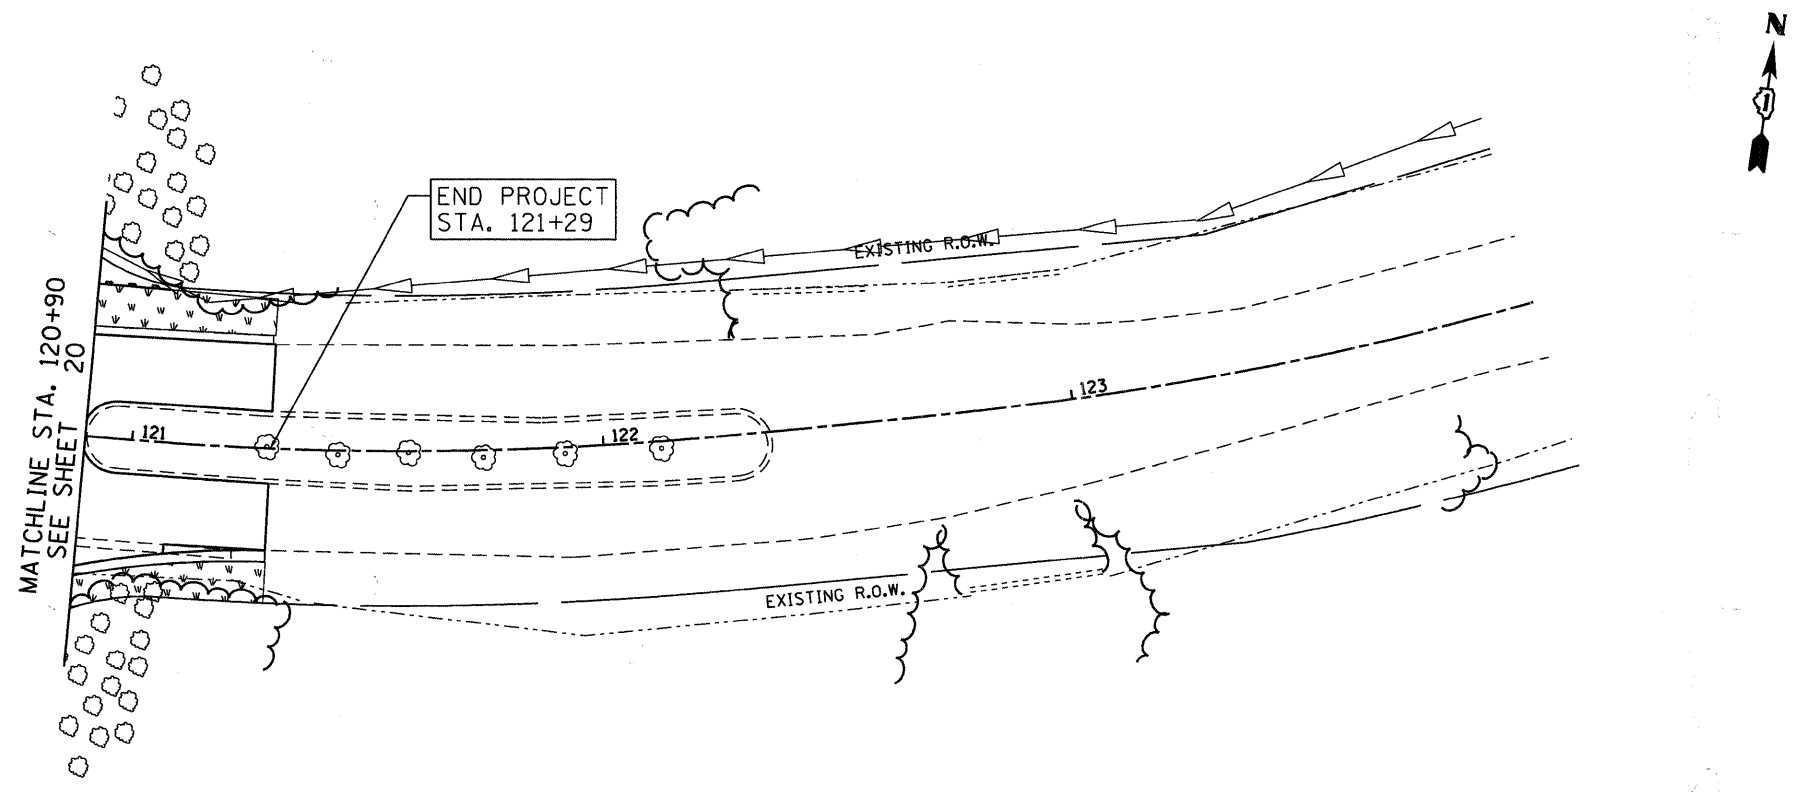 N
1
END PROJECT
STA. 121+29
EXISTING R.O.W.
MATCHLINE STA. 120+90
SEE SHEET 20
123
121
122
EXISTING R.O.W.